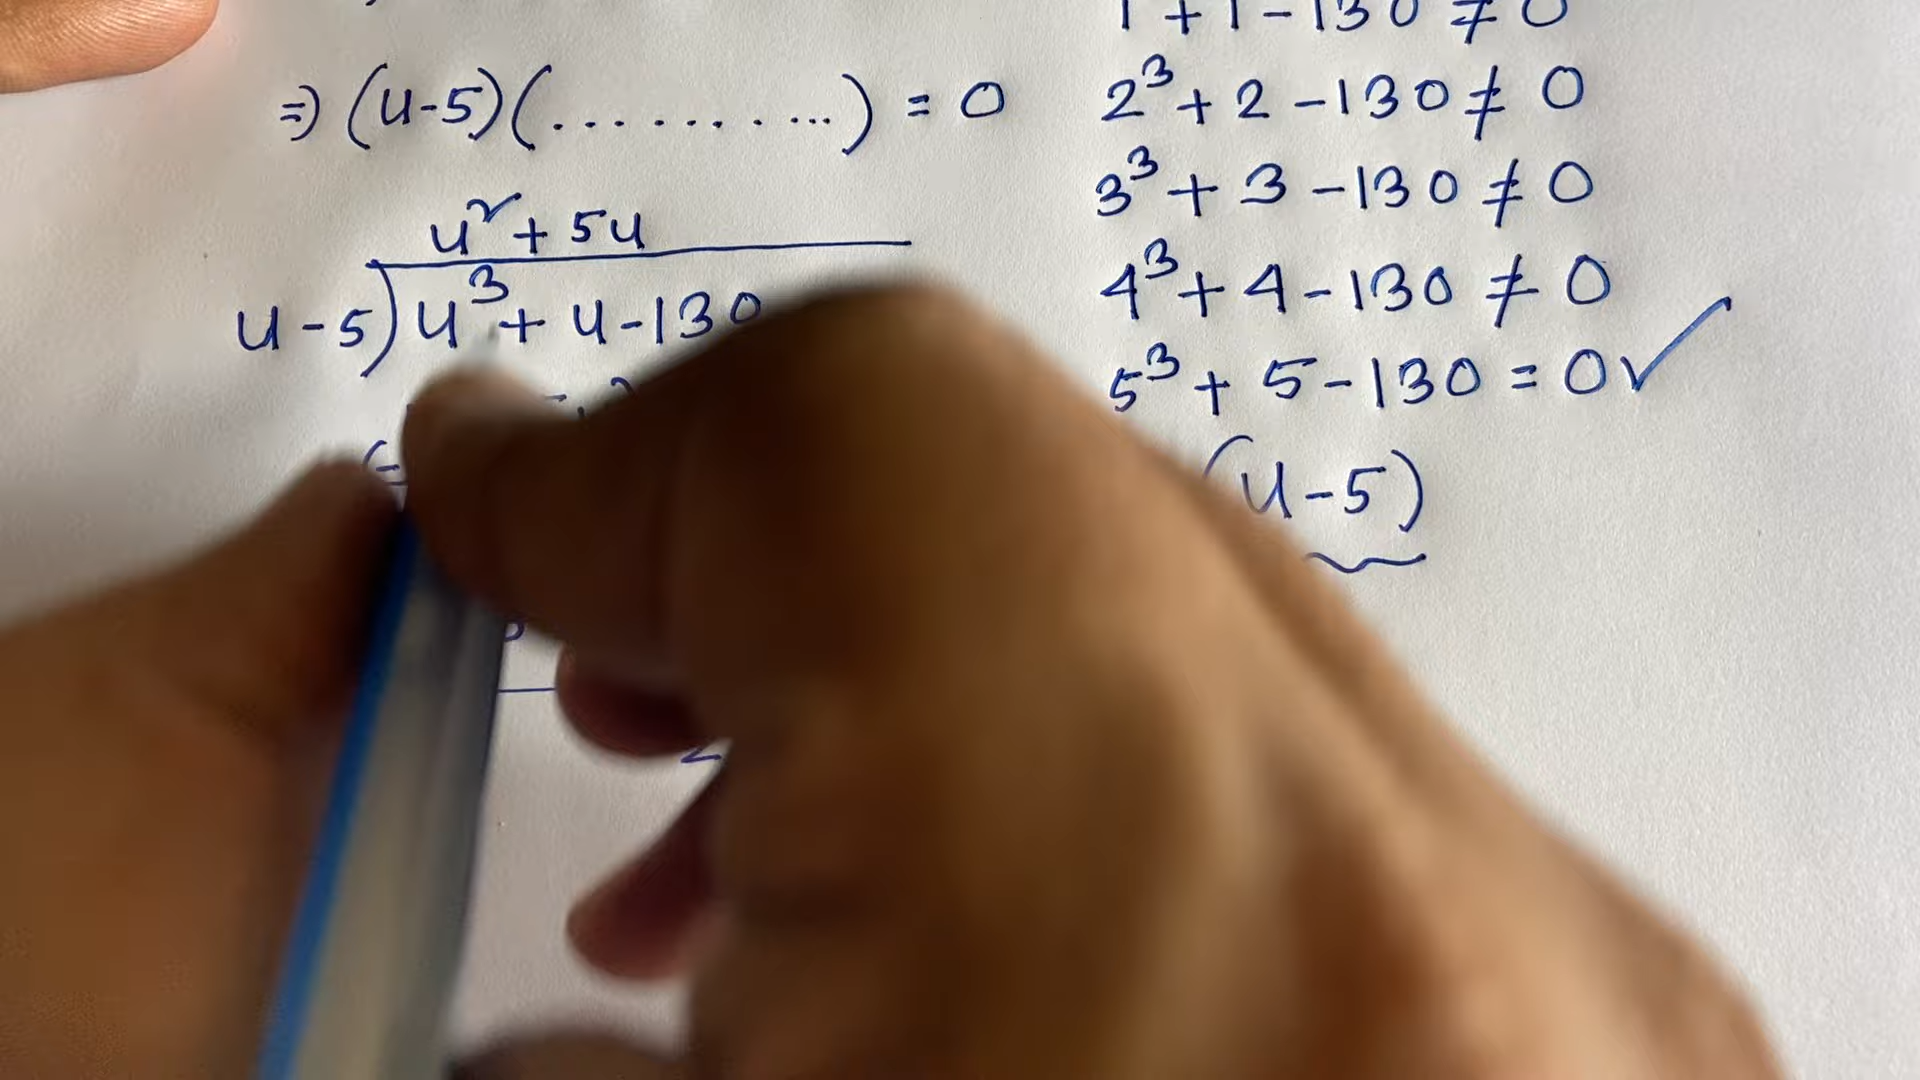 ⇒ (u-5)(..........) = 0
u² + 5u
u - 5) u³ + u - 130
1 + 1 - 130 ≠ 0
2³ + 2 - 130 ≠ 0
3³ + 3 - 130 ≠ 0
4³ + 4 - 130 ≠ 0
5³ + 5 - 130 = 0 ✓
(u-5)